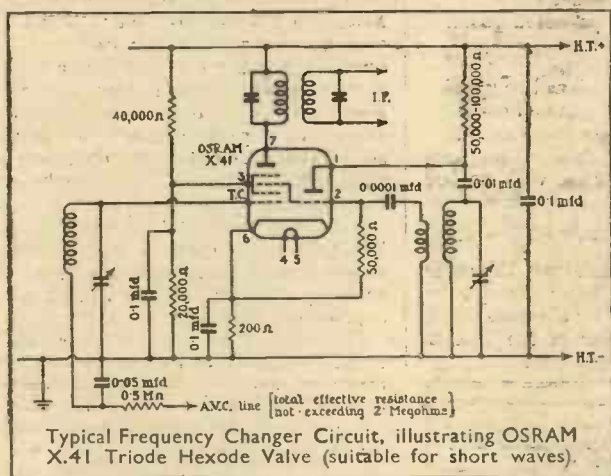 H.T.+
40,000Ω
I.F.
50,000-100,000Ω
OSRAM
X.41
7
1
3
T.C.
2
0.0001 mfd
0.01 mfd
0.1 mfd
6
4 5
50,000Ω
0.1 mfd
20,000Ω
0.1 mfd
200Ω
H.T.-
0.05 mfd
0.5 MΩ
A.V.C. line [total effective resistance
not exceeding 2 Megohms]
Typical Frequency Changer Circuit, illustrating OSRAM
X.41 Triode Hexode Valve (suitable for short waves).